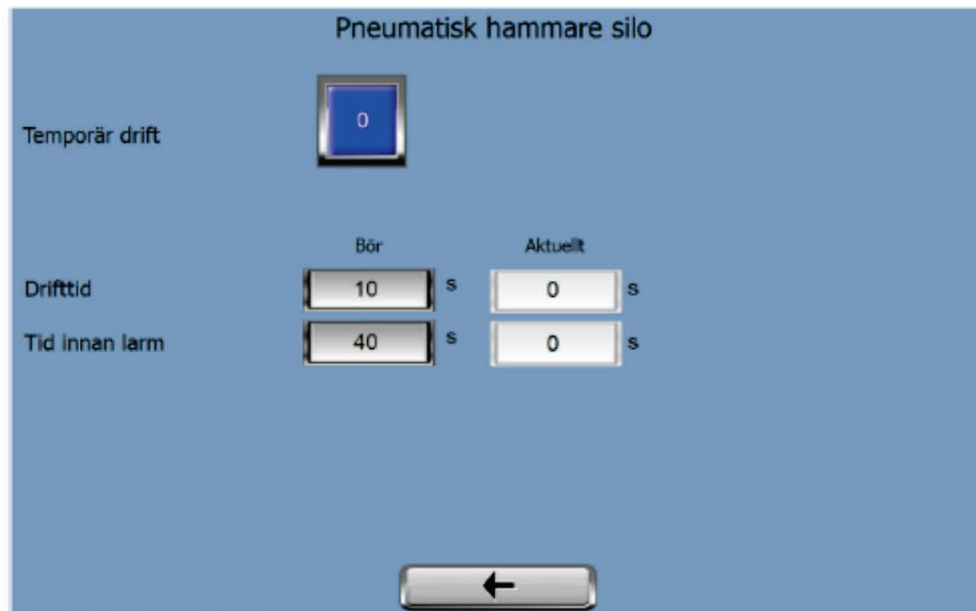 Pneumatisk hammare silo
0
Temporär drift
Bör Aktuellt
Drifttid 10 s 0 s
Tid innan larm 40 s 0 s